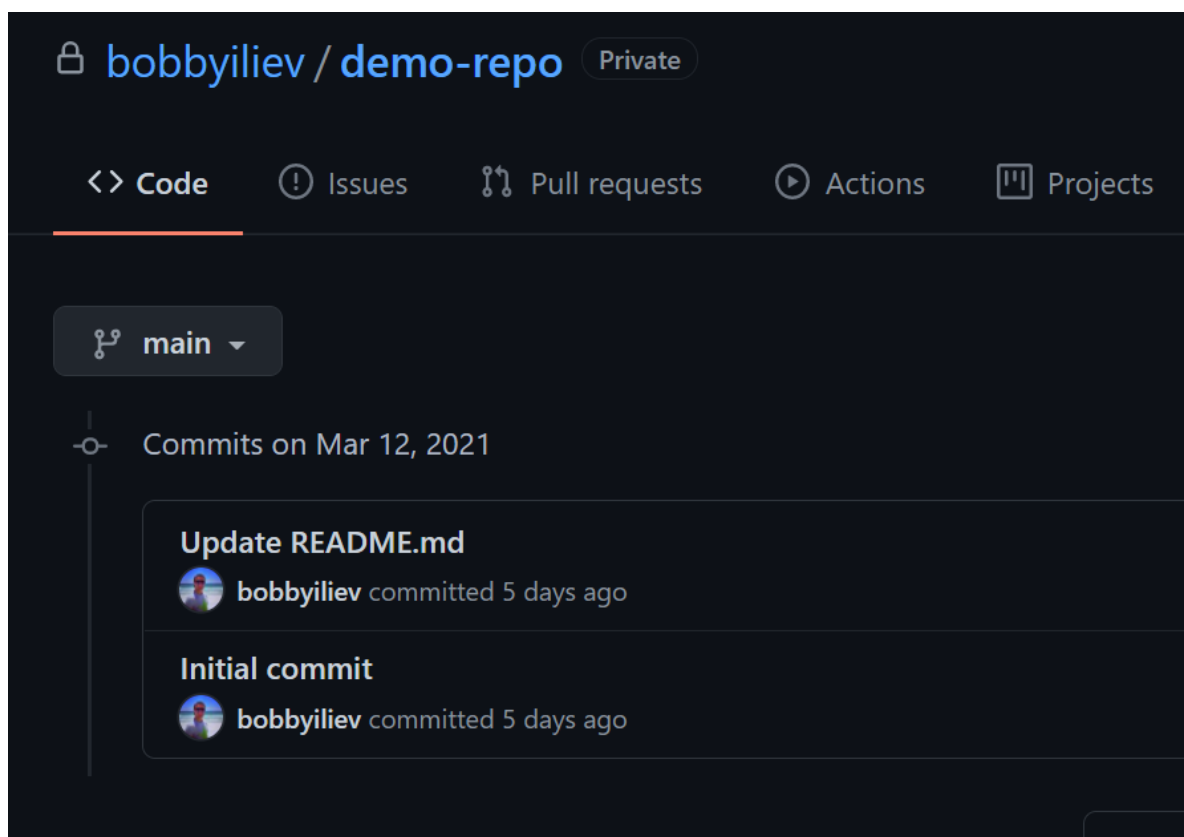 bobbyiliev / demo-repo Private
Code Issues Pull requests Actions Projects
main
Commits on Mar 12, 2021
Update README.md
bobbyiliev committed 5 days ago
Initial commit
bobbyiliev committed 5 days ago